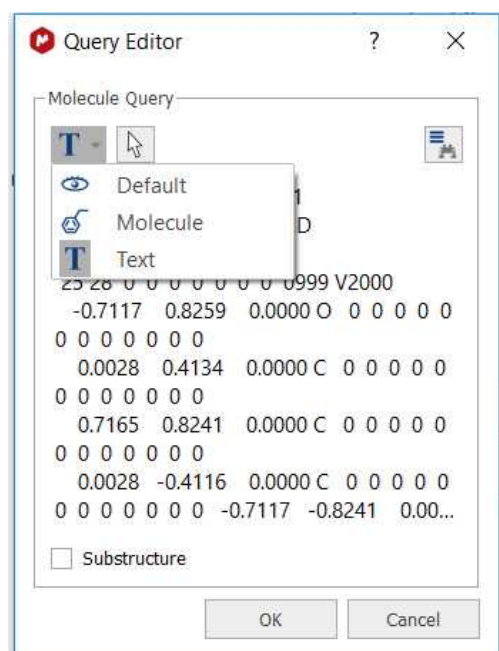 Query Editor ? ×
Molecule Query
T
Default
1
Molecule
D
T Text
25 28 0 0 0 0 0 0 0 0999 V2000
-0.7117 0.8259 0.0000 O 0 0 0 0 0
0 0 0 0 0 0 0
0.0028 0.4134 0.0000 C 0 0 0 0 0
0 0 0 0 0 0 0
0.7165 0.8241 0.0000 C 0 0 0 0 0
0 0 0 0 0 0 0
0.0028 -0.4116 0.0000 C 0 0 0 0 0
0 0 0 0 0 0 0 -0.7117 -0.8241 0.00...
Substructure
OK Cancel